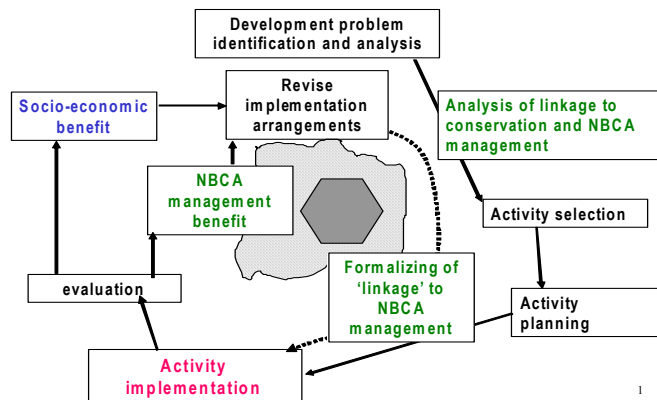 Development problem
identification and analysis
Revise
implementation
arrangements
Socio-economic
benefit
Analysis of linkage to
conservation and NBCA
management
NBCA
management
benefit
Activity selection
Formalizing of
‘linkage’ to
NBCA
management
evaluation
Activity
planning
Activity
implementation
1